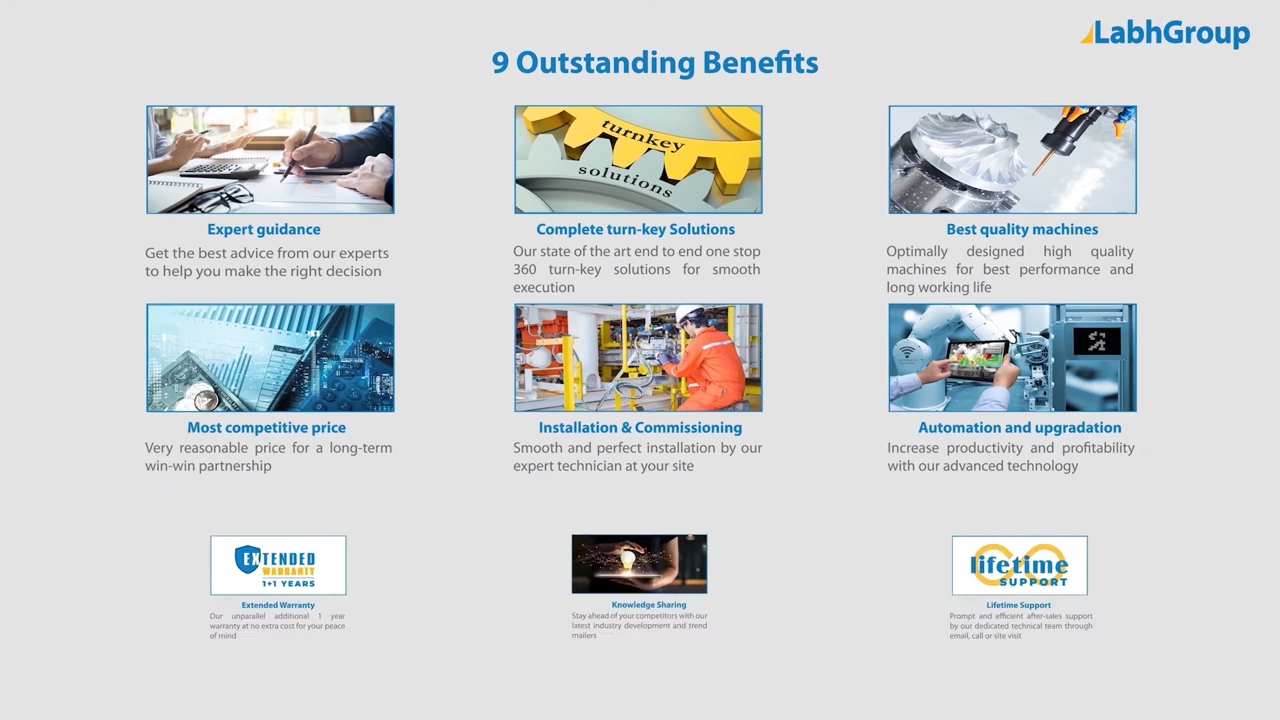 LabhGroup
9 Outstanding Benefits
turnkey
solutions
Expert guidance
Get the best advice from our experts
to help you make the right decision
Complete turn-key Solutions
Our state of the art end to end one stop
360 turn-key solutions for smooth
execution
Best quality machines
Optimally designed high quality
machines for best performance and
long working life
Most competitive price
Very reasonable price for a long-term
win-win partnership
Installation & Commissioning
Smooth and perfect installation by our
expert technician at your site
Automation and upgradation
Increase productivity and profitability
with our advanced technology
EXTENDED
WARRANTY
1+1 YEARS
Extended Warranty
Our unparallel additional 1 year
warranty at no extra cost for your peace
of mind
Knowledge Sharing
Stay ahead of your competitors with our
latest industry development and trend
mailers
lifetime
SUPPORT
Lifetime Support
Prompt and efficient after-sales support
by our dedicated technical team through
email, call or site visit